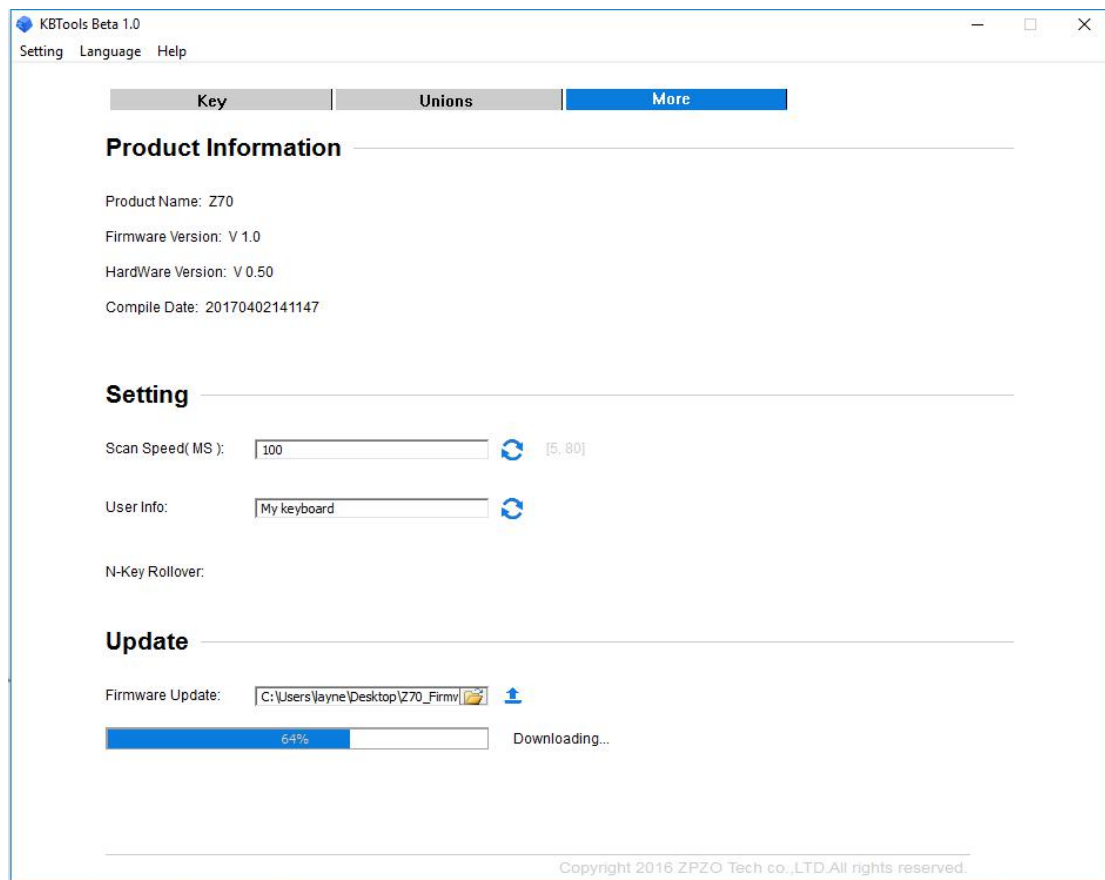 KBTools Beta 1.0
Setting Language Help
Key Unions More
Product Information
Product Name: Z70
Firmware Version: V 1.0
HardWare Version: V 0.50
Compile Date: 20170402141147
Setting
Scan Speed( MS ): 100 [5, 80]
User Info: My keyboard
N-Key Rollover:
Update
Firmware Update: C:\Users\layne\Desktop\Z70_Firmv
64% Downloading...
Copyright 2016 ZPZO Tech co.,LTD.All rights reserved.